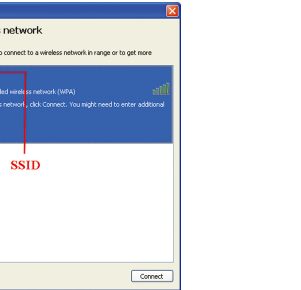 network
to connect to a wireless network in range or to get more
wireless network (WPA)
network, click Connect. You might need to enter additional
SSID
Connect